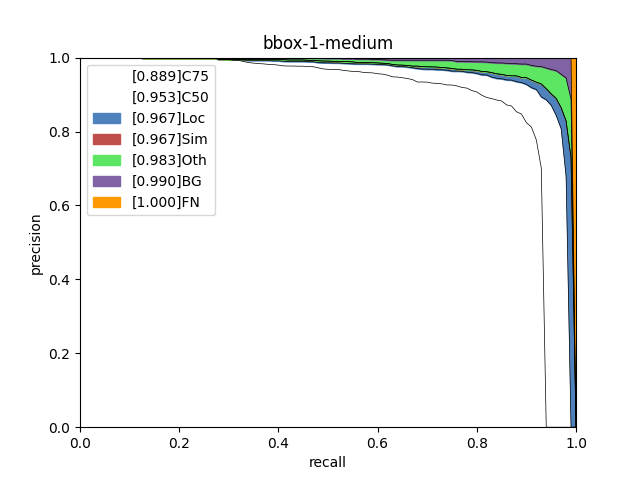 bbox-1-medium
1.0
0.8
0.6
0.4
0.2
0.0
precision
[0.889]C75
[0.953]C50
[0.967]Loc
[0.967]Sim
[0.983]Oth
[0.990]BG
[1.000]FN
0.0 0.2 0.4 0.6 0.8 1.0
recall